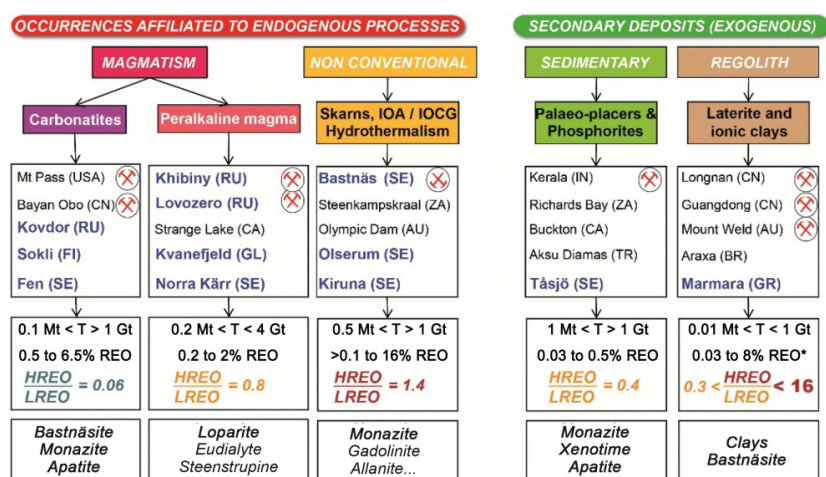 OCCURRENCES AFFILIATED TO ENDOGENOUS PROCESSES
SECONDARY DEPOSITS (EXOGENOUS)
MAGMATISM
NON CONVENTIONAL
SEDIMENTARY
REGOLITH
Carbonatites
Peralkaline magma
Skarns, IOA / IOCG
Hydrothermalism
Palaeo-placers &
Phosphorites
Laterite and
ionic clays
Mt Pass (USA)
Bayan Obo (CN)
Kovdor (RU)
Sokli (FI)
Fen (SE)
Khibiny (RU)
Lovozero (RU)
Strange Lake (CA)
Kvanefjeld (GL)
Norra Kärr (SE)
Bastnäs (SE)
Steenkampskraal (ZA)
Olympic Dam (AU)
Olserum (SE)
Kiruna (SE)
Kerala (IN)
Richards Bay (ZA)
Buckton (CA)
Aksu Diamas (TR)
Tåsjö (SE)
Longnan (CN)
Guangdong (CN)
Mount Weld (AU)
Araxa (BR)
Marmara (GR)
0.1 Mt < T > 1 Gt
0.5 to 6.5% REO
HREO
LREO = 0.06
0.2 Mt < T < 4 Gt
0.2 to 2% REO
HREO
LREO = 0.8
0.5 Mt < T > 1 Gt
>0.1 to 16% REO
HREO
LREO = 1.4
1 Mt < T > 1 Gt
0.03 to 0.5% REO
HREO
LREO = 0.4
0.01 Mt < T < 1 Gt
0.03 to 8% REO*
0.3 < HREO < 16
LREO
Bastnäsite
Monazite
Apatite
Loparite
Eudialyte
Steenstrupine
Monazite
Gadolinite
Allanite...
Monazite
Xenotime
Apatite
Clays
Bastnäsite